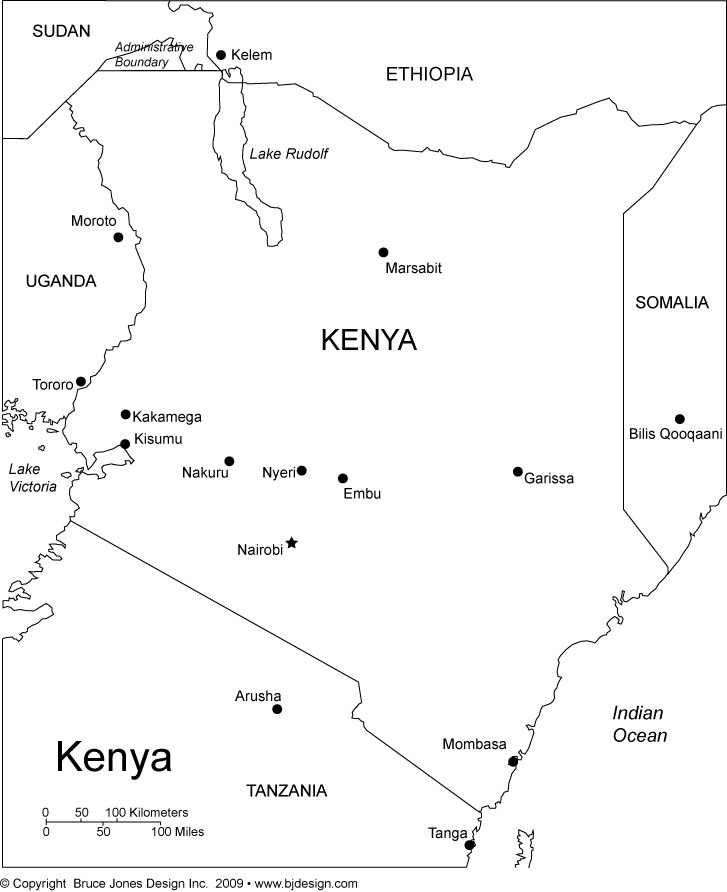 SUDAN
Administrative
Boundary
Kelem
ETHIOPIA
Lake Rudolf
Moroto
Marsabit
UGANDA
SOMALIA
KENYA
Tororo
Kakamega
Kisumu
Bilis Qooqaani
Lake
Victoria
Nakuru
Nyeri
Embu
Garissa
Nairobi
Arusha
Indian
Ocean
Mombasa
Kenya
TANZANIA
0 50 100 Kilometers
0 50 100 Miles
Tanga
© Copyright Bruce Jones Design Inc. 2009 • www.bjdesign.com